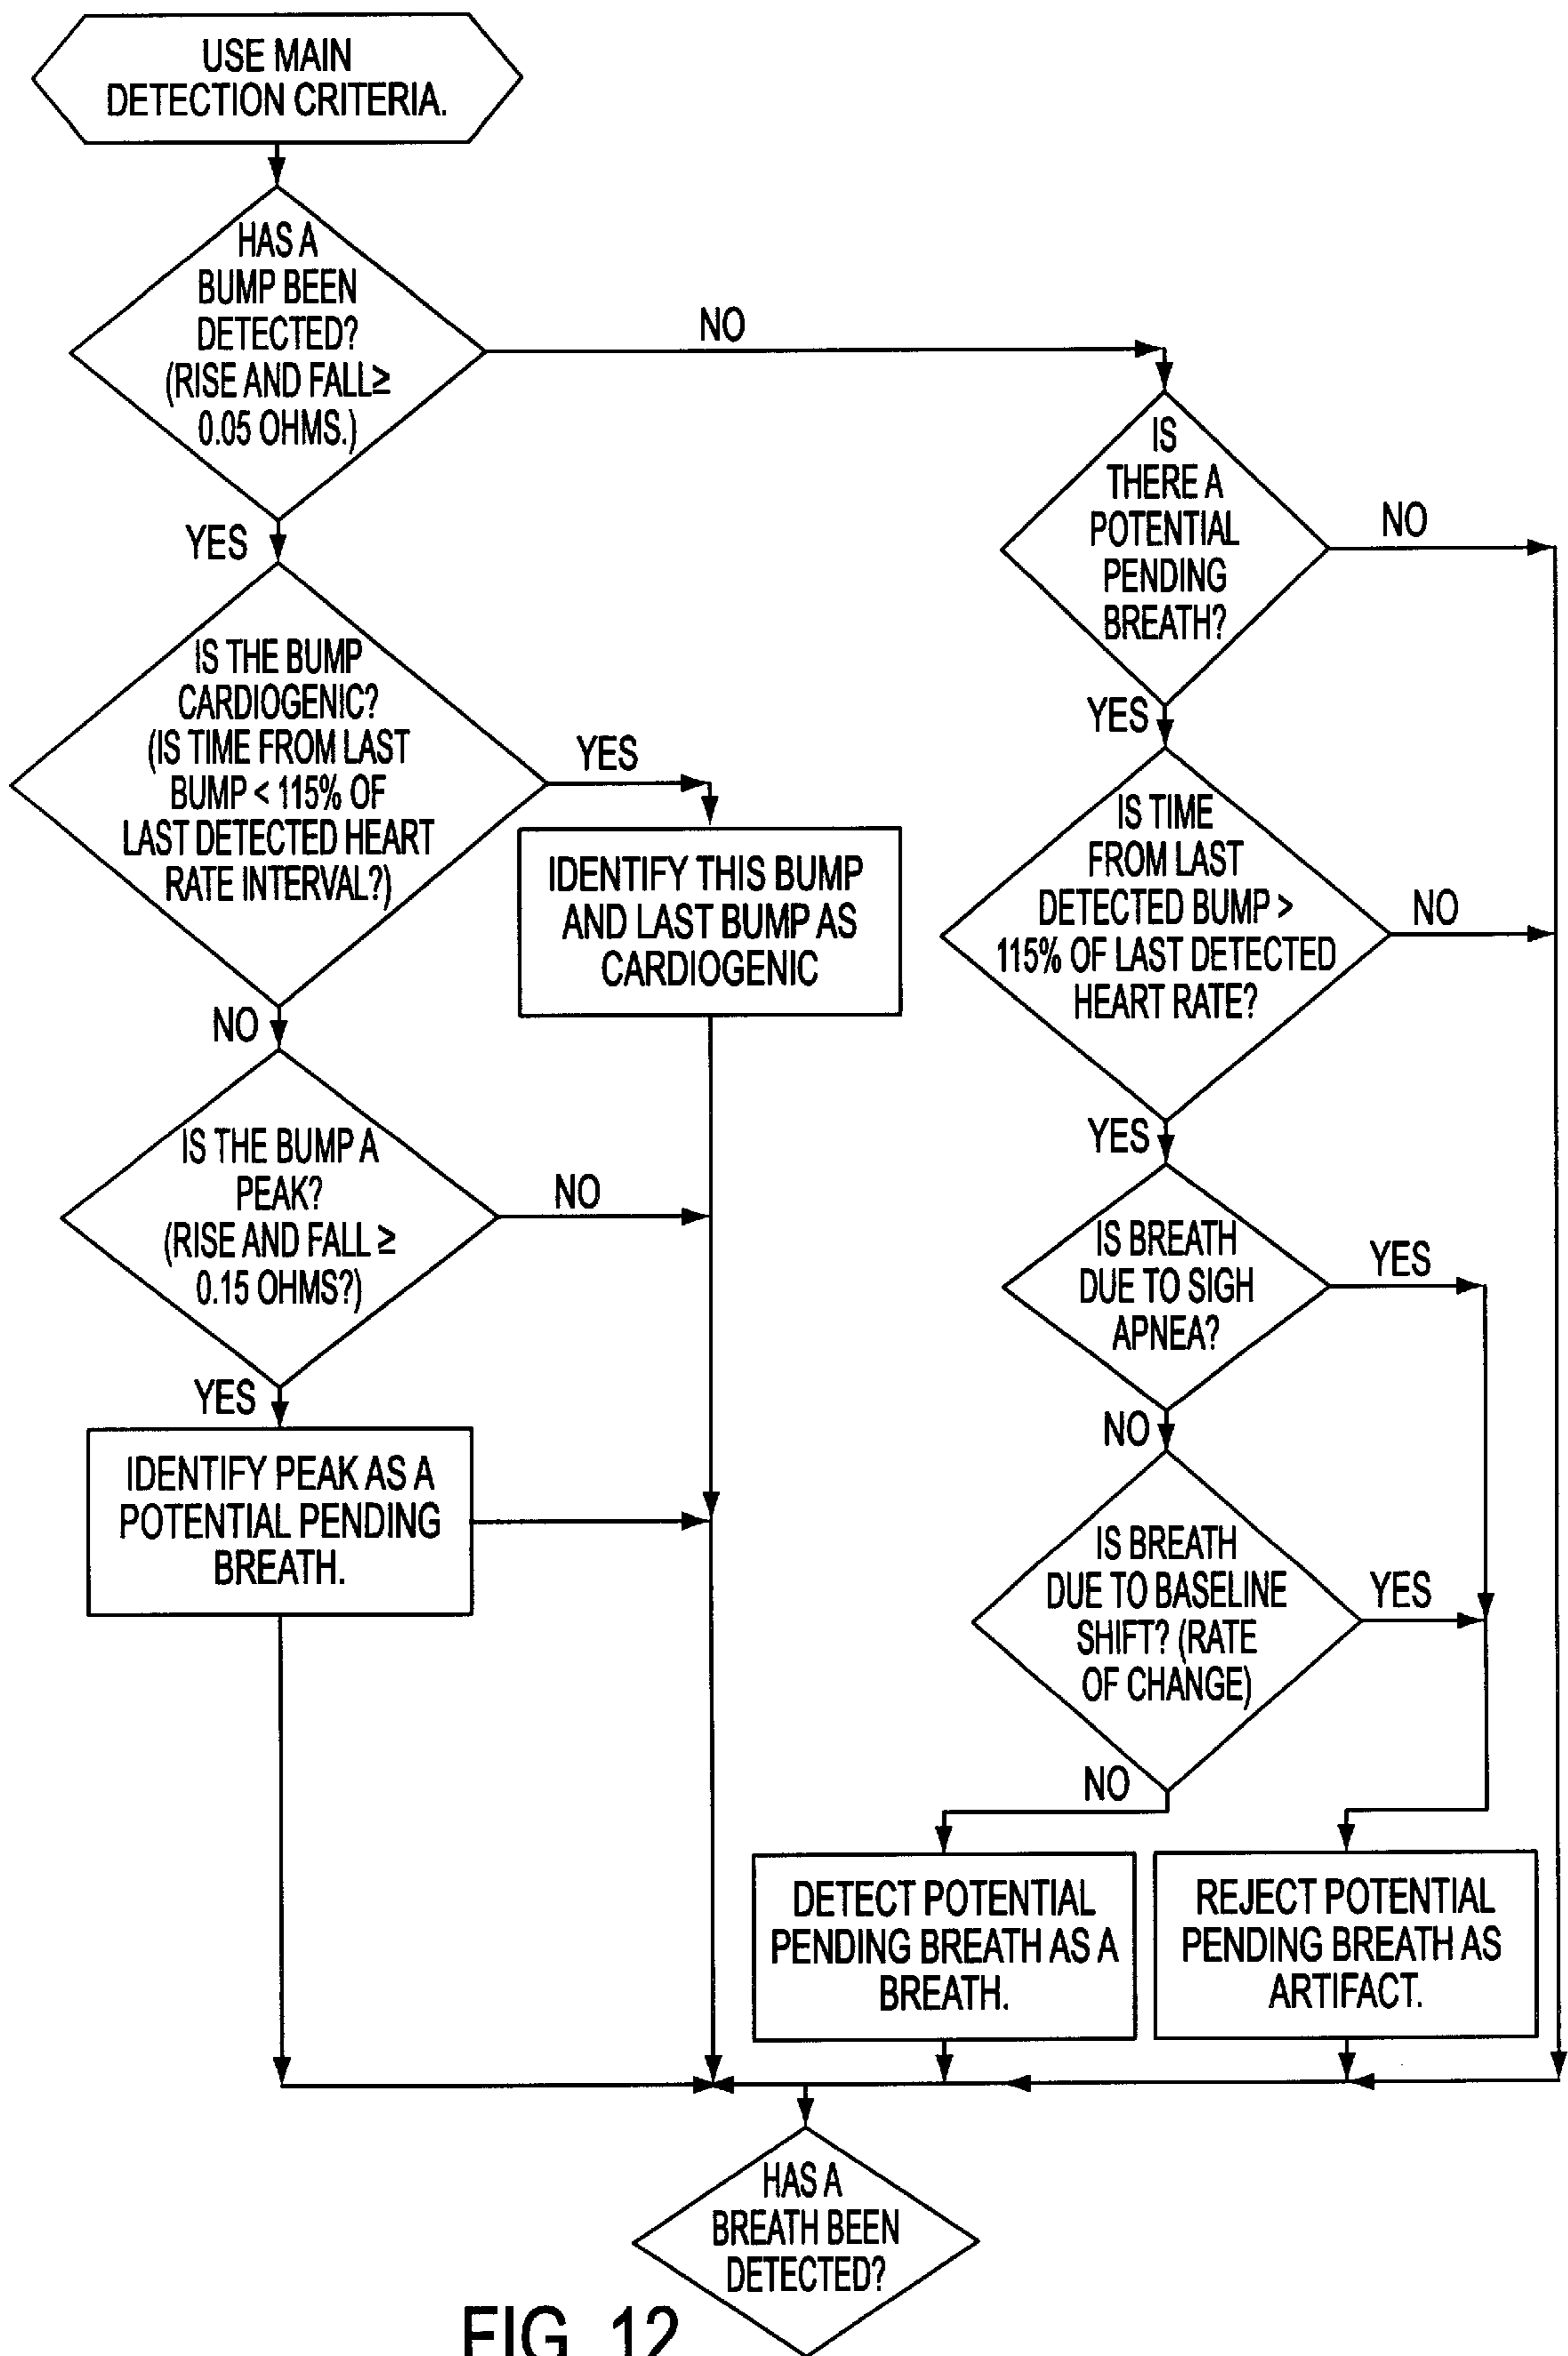 USE MAIN
DETECTION CRITERIA.
HAS A
BUMP BEEN
DETECTED?
(RISE AND FALL≥
0.05 OHMS.)
NO
YES
IS
THERE A
POTENTIAL
PENDING
BREATH?
NO
YES
IS THE BUMP
CARDIOGENIC?
(IS TIME FROM LAST
BUMP < 115% OF
LAST DETECTED HEART
RATE INTERVAL?)
YES
NO
IDENTIFY THIS BUMP
AND LAST BUMP AS
CARDIOGENIC
IS TIME
FROM LAST
DETECTED BUMP >
115% OF LAST DETECTED
HEART RATE?
NO
YES
IS THE BUMP A
PEAK?
(RISE AND FALL ≥
0.15 OHMS?)
NO
YES
IS BREATH
DUE TO SIGH
APNEA?
YES
NO
IDENTIFY PEAK AS A
POTENTIAL PENDING
BREATH.
IS BREATH
DUE TO BASELINE
SHIFT? (RATE
OF CHANGE)
YES
NO
DETECT POTENTIAL
PENDING BREATH AS A
BREATH.
REJECT POTENTIAL
PENDING BREATH AS
ARTIFACT.
HAS A
BREATH BEEN
DETECTED?
FIG. 12